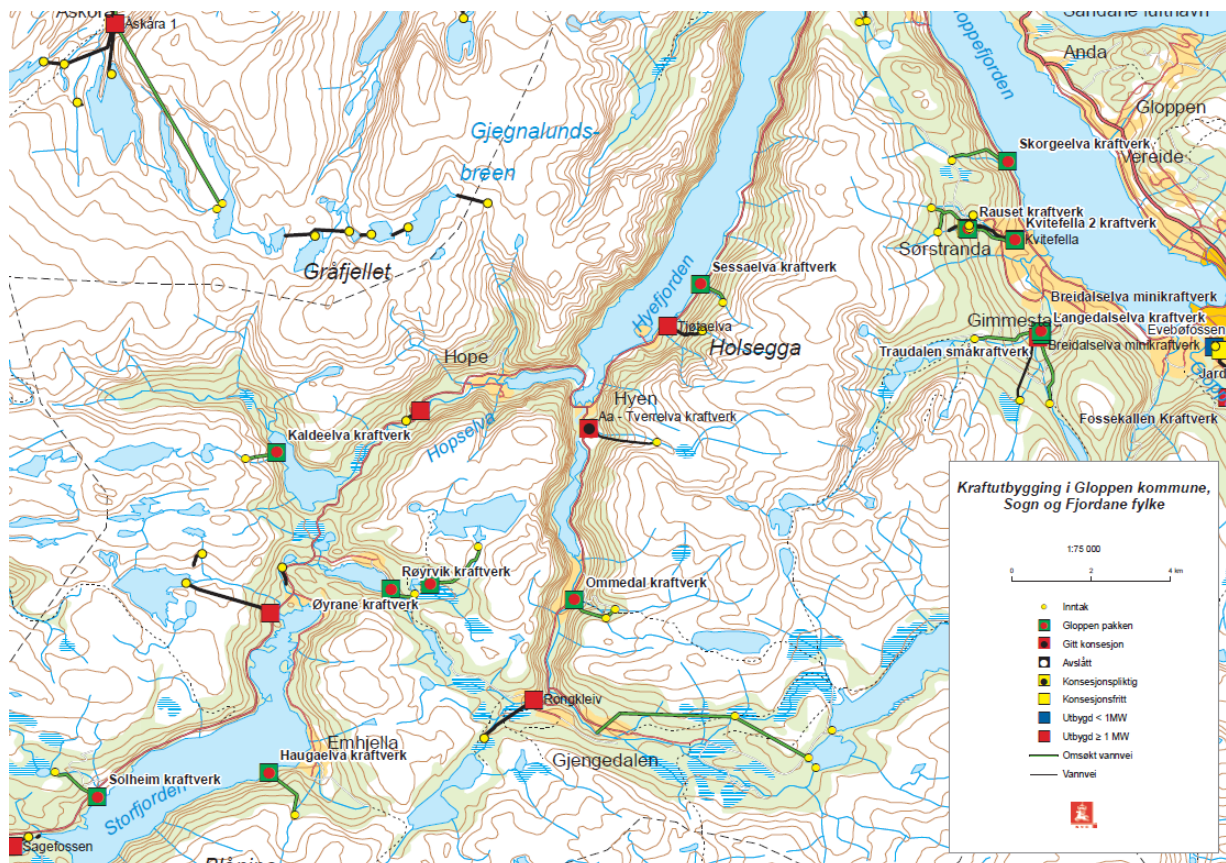 Åskåra
Åskåra 1
Sandane lufthavn
Anda
Gloppen
Vereide
Gjegnalunds-
breen
Skorgeelva kraftverk
Rauset kraftverk
Kvitefella 2 kraftverk
Kvitefella
Sørstranda
Gråfjellet
Hyefjorden
Sessaelva kraftverk
Tjølselva
Holsegga
Breidalselva minikraftverk
Gimmestad
Langedalselva kraftverk
Evebøfossen
Traudalen småkraftverk
Breidalselva minikraftverk
Hope
Hyen
Aa - Tverrelva kraftverk
Fossekallen Kraftverk
Kaldeelva kraftverk
Hopselva
Kraftutbygging i Gloppen kommune,
Sogn og Fjordane fylke
1:75 000
0 2 4 km
Inntak
Gloppen pakken
Gitt konsesjon
Avslått
Konsesjonspliktig
Konsesjonsfritt
Utbygd < 1MW
Utbygd ≥ 1 MW
Omsøkt vannvei
Vannvei
Røyrvik kraftverk
Øyrane kraftverk
Ommedal kraftverk
Rongkleiv
Gjengedalen
Emhjella
Haugaelva kraftverk
Solheim kraftverk
Storfjorden
Sagefossen